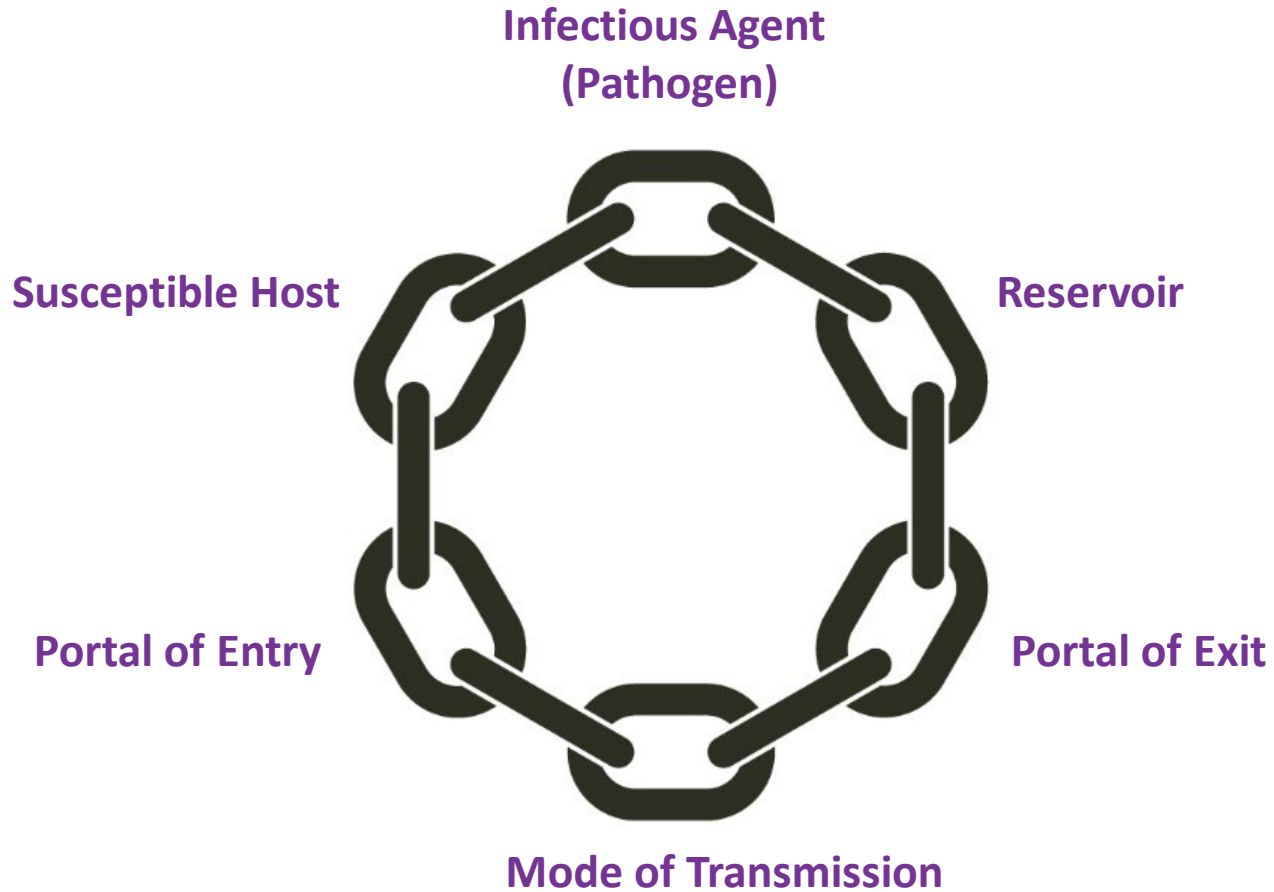 Infectious Agent
(Pathogen)
Susceptible Host
Reservoir
Portal of Entry
Portal of Exit
Mode of Transmission